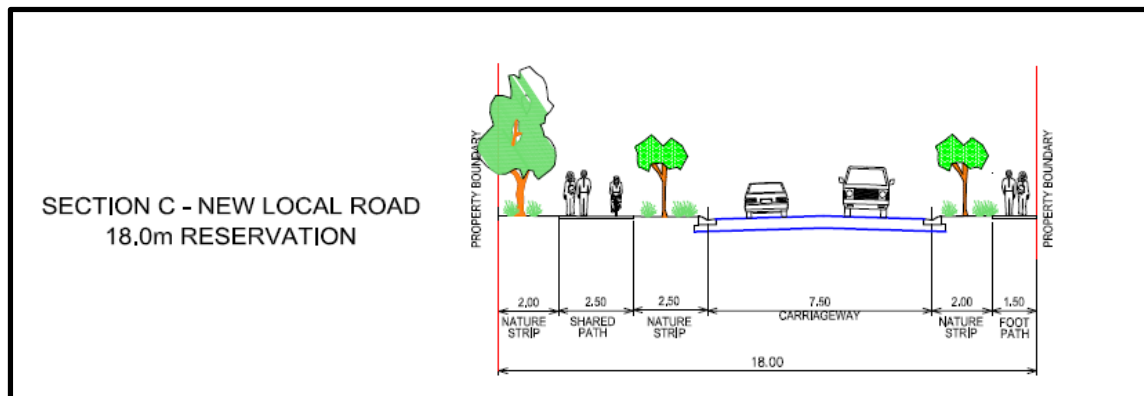 SECTION C - NEW LOCAL ROAD
18.0m RESERVATION
PROPERTY BOUNDARY
PROPERTY BOUNDARY
2.00 2.50 2.50 7.50 2.00 1.50
NATURE STRIP
SHARED PATH
NATURE STRIP
CARRIAGEWAY
NATURE STRIP
FOOT PATH
18.00